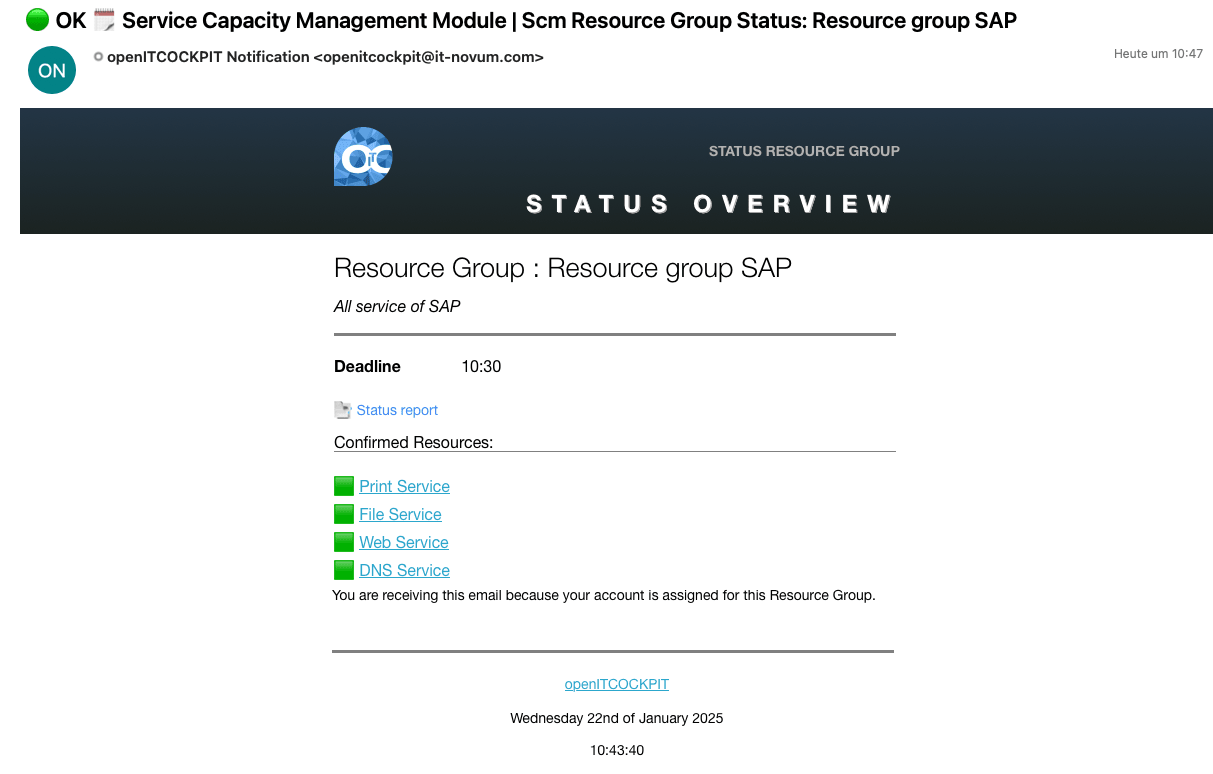 OK Service Capacity Management Module | Scm Resource Group Status: Resource group SAP
ON
openITCOCKPIT Notification <openitcockpit@it-novum.com>
Heute um 10:47
OiTC
STATUS RESOURCE GROUP
STATUS OVERVIEW
Resource Group : Resource group SAP
All service of SAP
Deadline 10:30
Status report
Confirmed Resources:
Print Service
File Service
Web Service
DNS Service
You are receiving this email because your account is assigned for this Resource Group.
openITCOCKPIT
Wednesday 22nd of January 2025
10:43:40